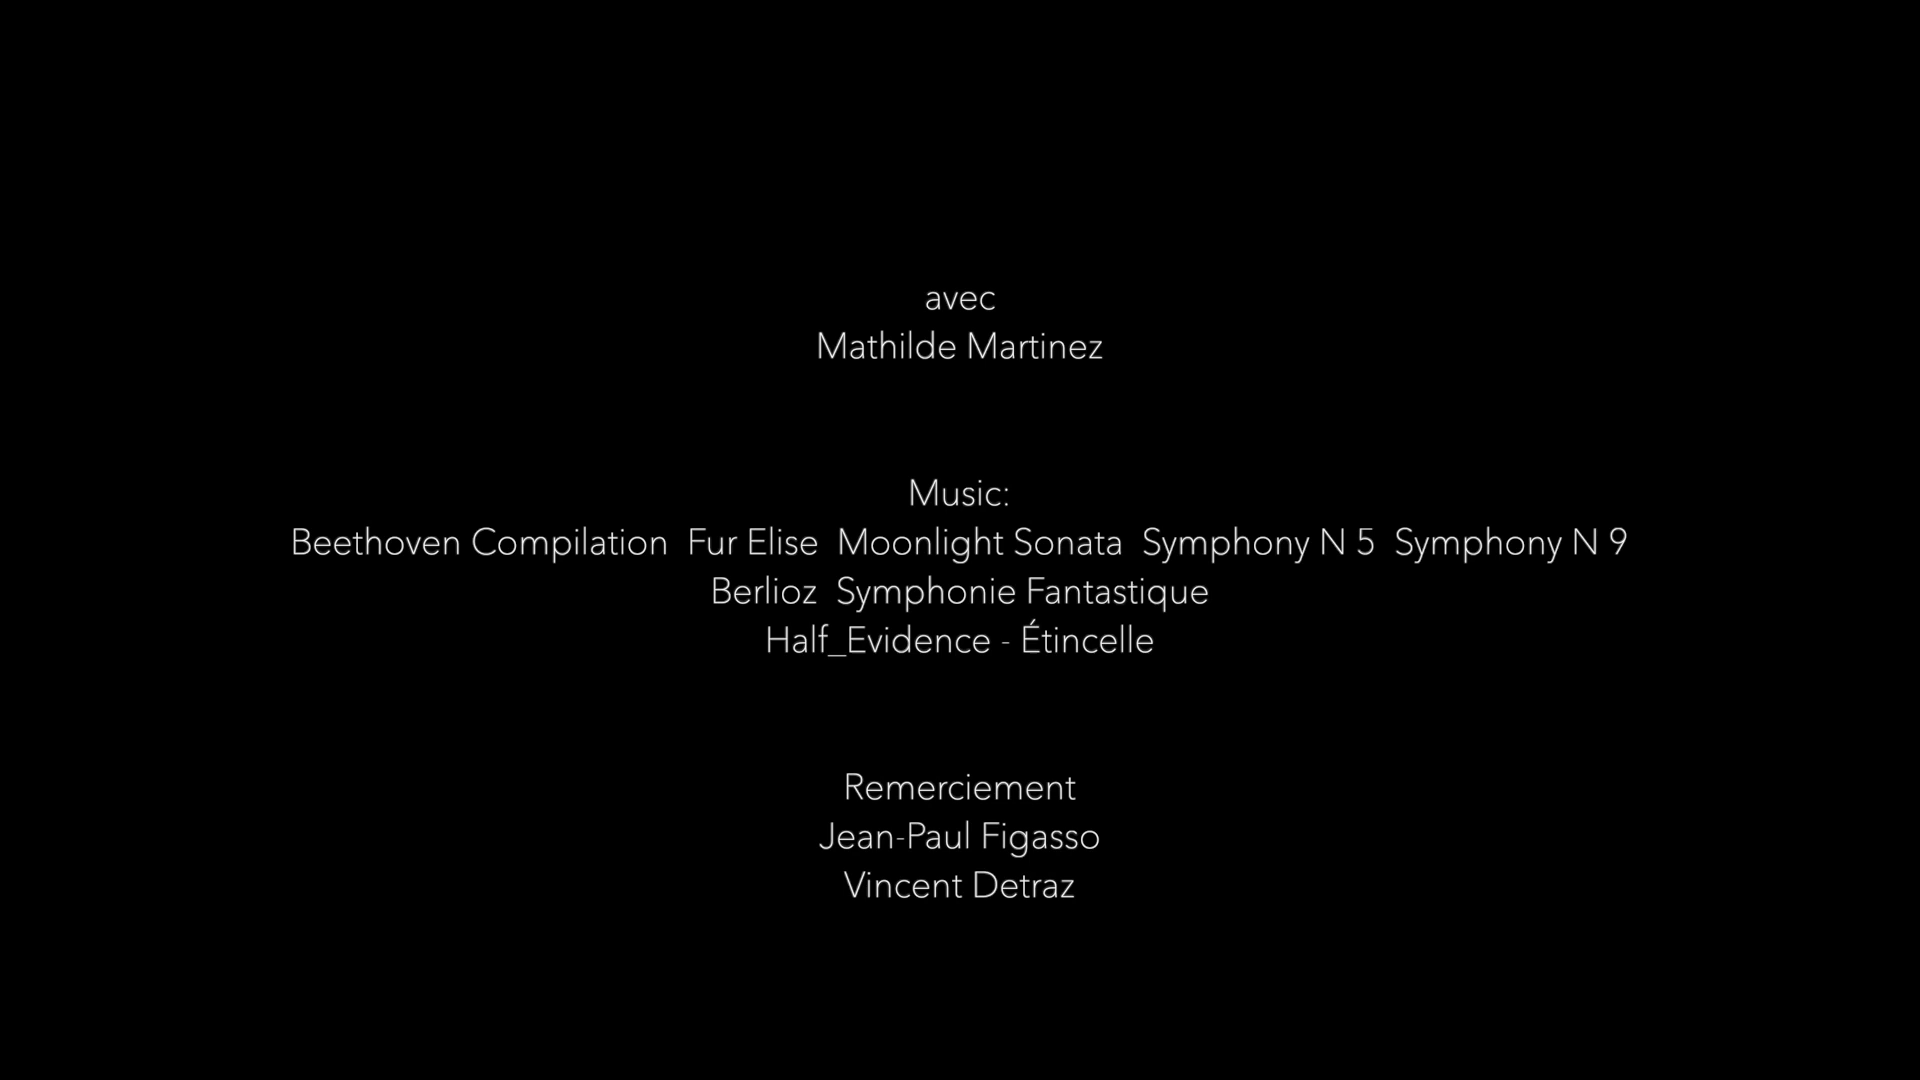 avec
Mathilde Martinez
Music:
Beethoven Compilation  Fur Elise  Moonlight Sonata  Symphony N 5  Symphony N 9
Berlioz  Symphonie Fantastique
Half_Evidence - Étincelle
Remerciement
Jean-Paul Figasso
Vincent Detraz